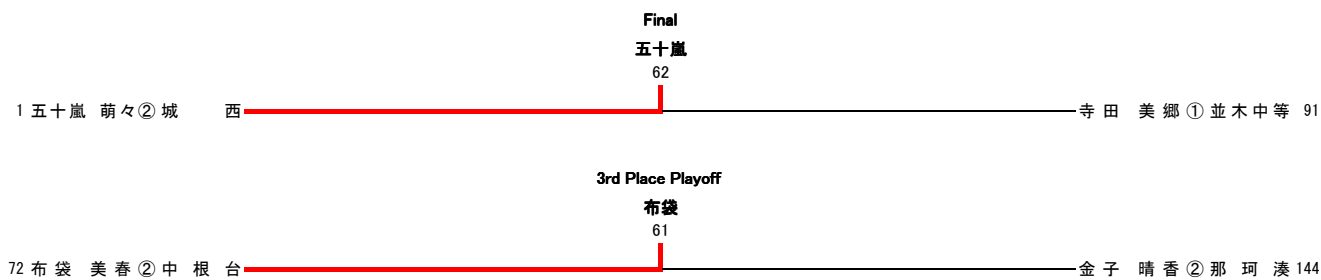 Final
五十嵐
62
1 五十嵐 萌々② 城 西 寺田 美郷① 並木中等 91
3rd Place Playoff
布袋
61
72 布袋 美春② 中根台 金子 晴香② 那珂湊 144